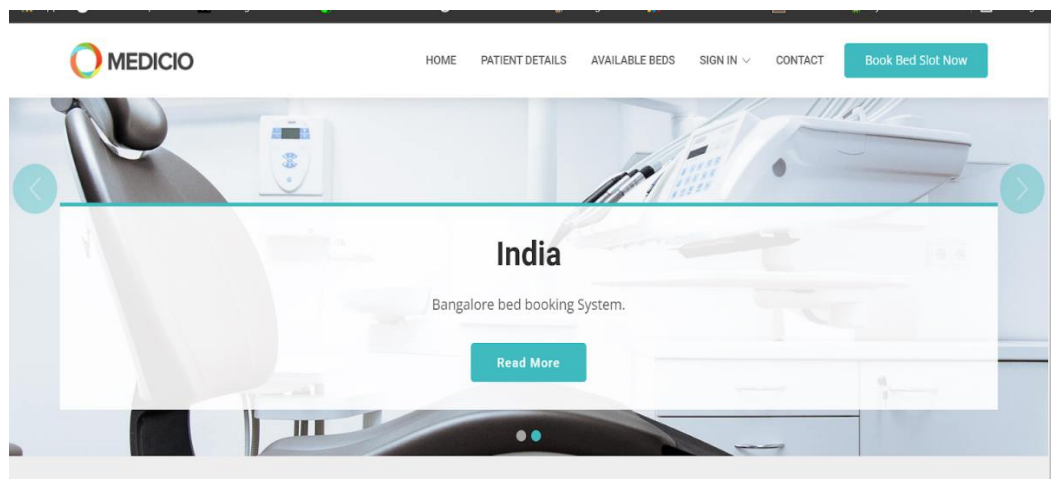 MEDICIO
HOME PATIENT DETAILS AVAILABLE BEDS SIGN IN CONTACT Book Bed Slot Now
India
Bangalore bed booking System.
Read More